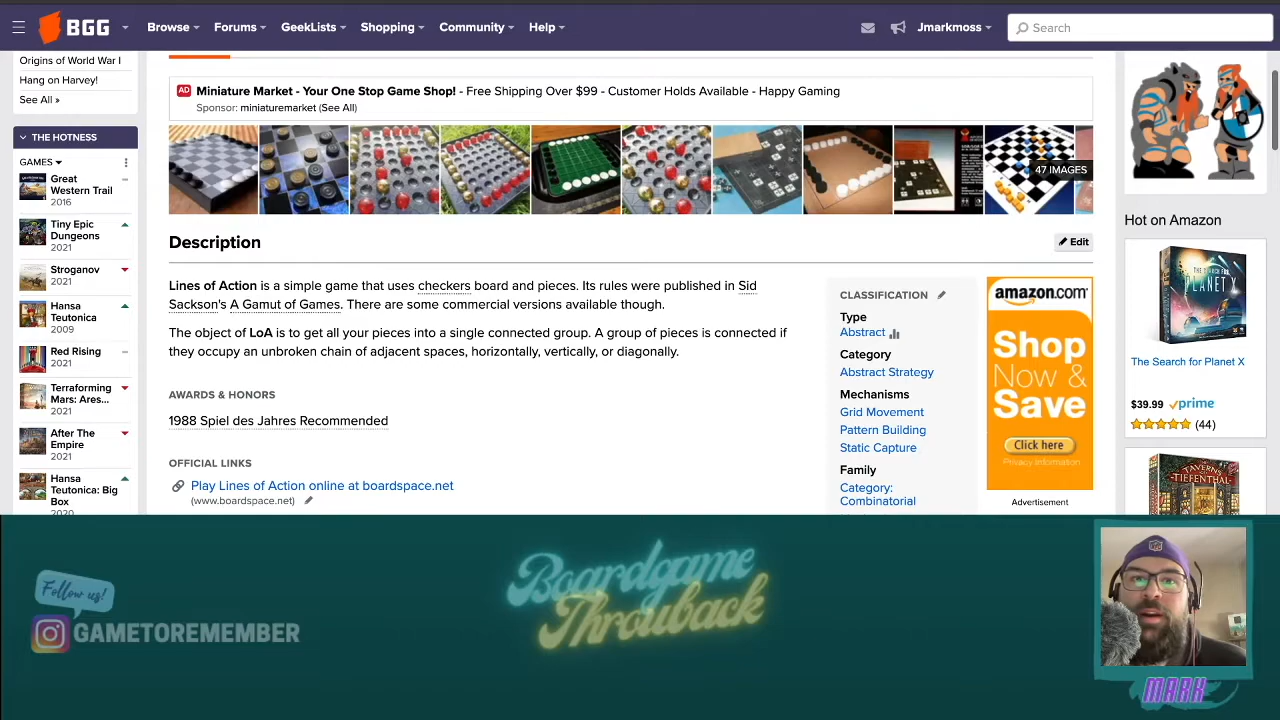 BGG
Browse
Forums
GeekLists
Shopping
Community
Help
Jmarkmoss
Search
Origins of World War I
Hang on Harvey!
See All »
THE HOTNESS
GAMES
Great
Western Trail
2016
Tiny Epic
Dungeons
2021
Stroganov
2021
Hansa
Teutonica
2009
Red Rising
2021
Terraforming
Mars: Ares...
2021
After The
Empire
2021
Hansa
Teutonica: Big
Box
2020
AD Miniature Market - Your One Stop Game Shop! - Free Shipping Over $99 - Customer Holds Available - Happy Gaming
Sponsor: miniaturemarket (See All)
47 IMAGES
Description
Edit
Lines of Action is a simple game that uses checkers board and pieces. Its rules were published in Sid
Sackson's A Gamut of Games. There are some commercial versions available though.
The object of LoA is to get all your pieces into a single connected group. A group of pieces is connected if
they occupy an unbroken chain of adjacent spaces, horizontally, vertically, or diagonally.
AWARDS & HONORS
1988 Spiel des Jahres Recommended
OFFICIAL LINKS
Play Lines of Action online at boardspace.net
(www.boardspace.net)
CLASSIFICATION
Type
Abstract
Category
Abstract Strategy
Mechanisms
Grid Movement
Pattern Building
Static Capture
Family
Category:
Combinatorial
amazon.com
Shop
Now &
Save
Click here
Privacy Information
Advertisement
Hot on Amazon
THE SEARCH FOR
PLANET X
The Search for Planet X
$39.99 prime
(44)
TAVERNS
TIEFENTHAL
Follow us!
GAMETOREMEMBER
Boardgame
Throwback
MARK